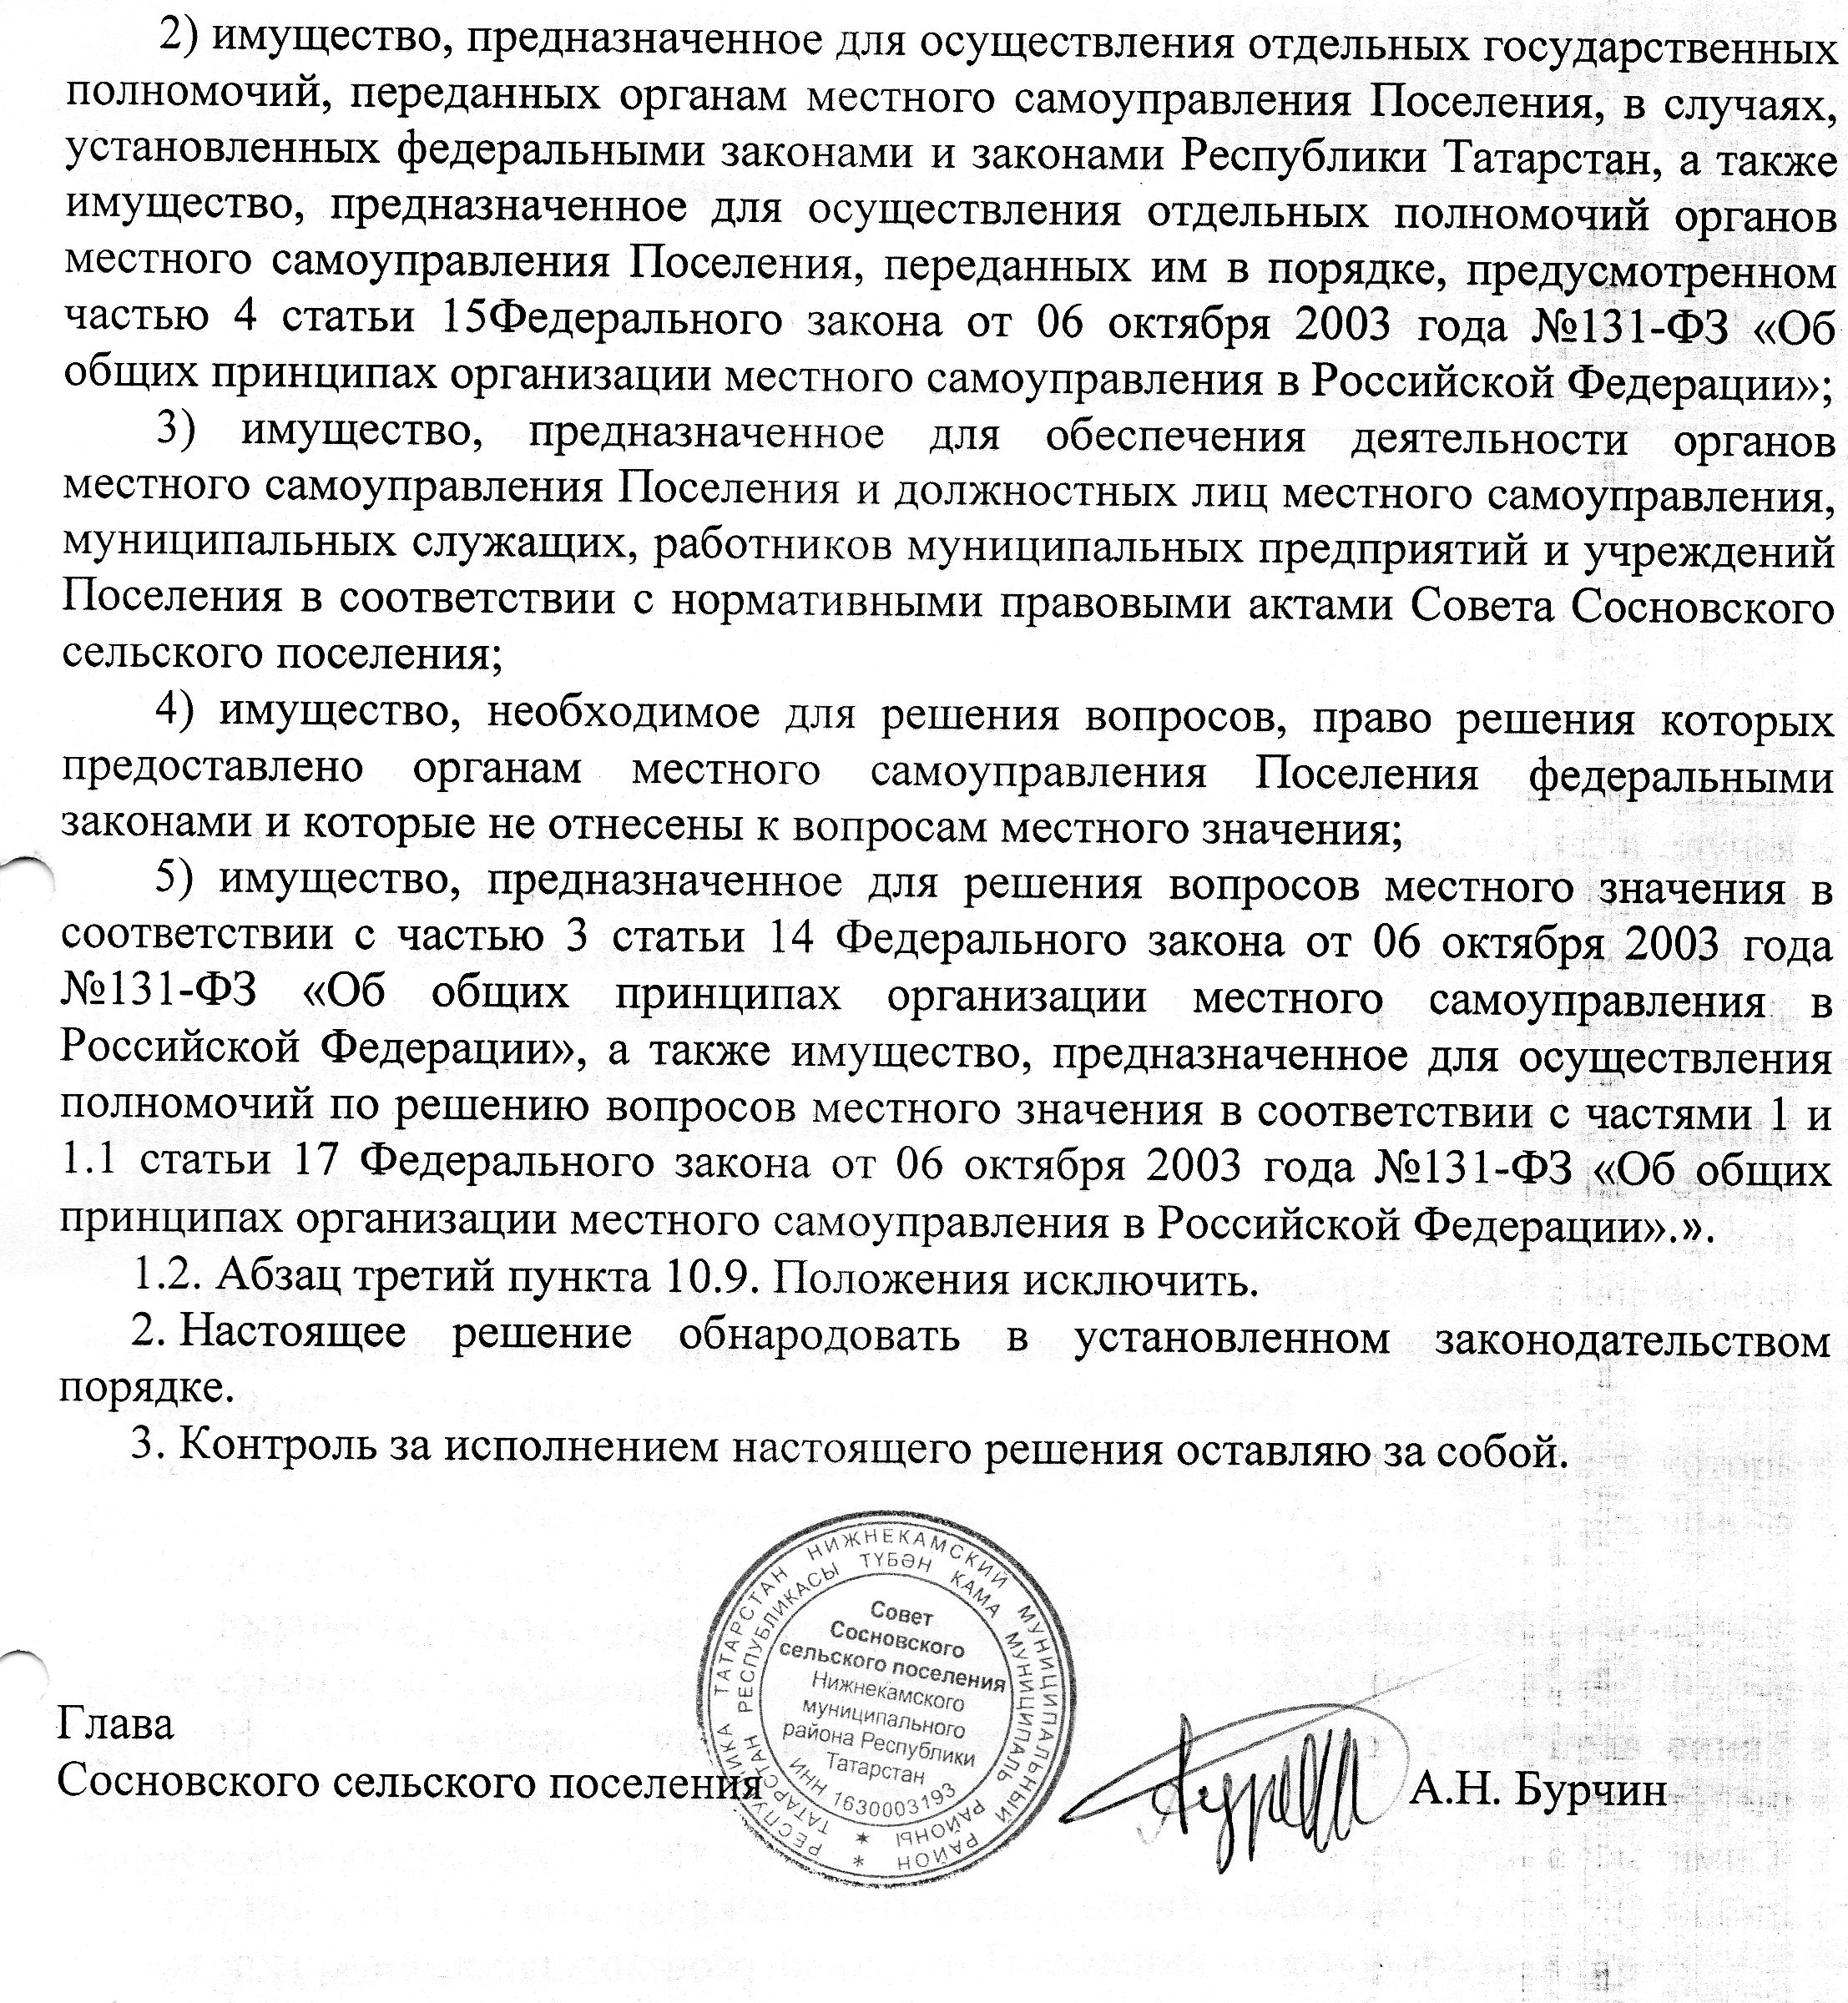 2) имущество, предназначенное для осуществления отдельных государственных
полномочий, переданных органам местного самоуправления Поселения, в случаях,
установленных федеральными законами и законами Республики Татарстан, а также
имущество, предназначенное для осуществления отдельных полномочий органов
местного самоуправления Поселения, переданных им в порядке, предусмотренном
частью 4 статьи 15Федерального закона от 06 октября 2003 года №131-ФЗ «Об
общих принципах организации местного самоуправления в Российской Федерации»;
3) имущество, предназначенное для обеспечения деятельности органов
местного самоуправления Поселения и должностных лиц местного самоуправления,
муниципальных служащих, работников муниципальных предприятий и учреждений
Поселения в соответствии с нормативными правовыми актами Совета Сосновского
сельского поселения;
4) имущество, необходимое для решения вопросов, право решения которых
предоставлено органам местного самоуправления Поселения федеральными
законами и которые не отнесены к вопросам местного значения;
5) имущество, предназначенное для решения вопросов местного значения в
соответствии с частью 3 статьи 14 Федерального закона от 06 октября 2003 года
№131-ФЗ «Об общих принципах организации местного самоуправления в
Российской Федерации», а также имущество, предназначенное для осуществления
полномочий по решению вопросов местного значения в соответствии с частями 1 и
1.1 статьи 17 Федерального закона от 06 октября 2003 года №131-ФЗ «Об общих
принципах организации местного самоуправления в Российской Федерации».».
1.2. Абзац третий пункта 10.9. Положения исключить.
2. Настоящее решение обнародовать в установленном законодательством
порядке.
3. Контроль за исполнением настоящего решения оставляю за собой.
РЕСПУБЛИКА ТАТАРСТАН НИЖНЕКАМСКИЙ МУНИЦИПАЛЬНЫЙ РАЙОН *
ТАТАРСТАН РЕСПУБЛИКАСЫ ТҮБӘН КАМА МУНИЦИПАЛЬ РАЙОНЫ *
Совет
Сосновского
сельского поселения
Нижнекамского
муниципального
района Республики
Татарстан
ИНН 1630003193
Глава
Сосновского сельского поселения
А.Н. Бурчин